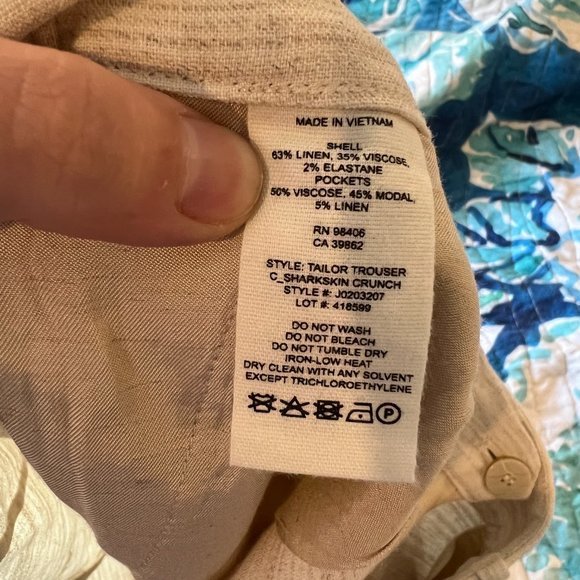 MADE IN VIETNAM
SHELL
63% LINEN, 35% VISCOSE,
2% ELASTANE
POCKETS
50% VISCOSE, 45% MODAL,
5% LINEN
RN 98406
CA 39862
STYLE: TAILOR TROUSER
C_SHARKSKIN CRUNCH
STYLE #: J0203207
LOT #: 418599
DO NOT WASH
DO NOT BLEACH
DO NOT TUMBLE DRY
IRON-LOW HEAT
DRY CLEAN WITH ANY SOLVENT
EXCEPT TRICHLOROETHYLENE
P